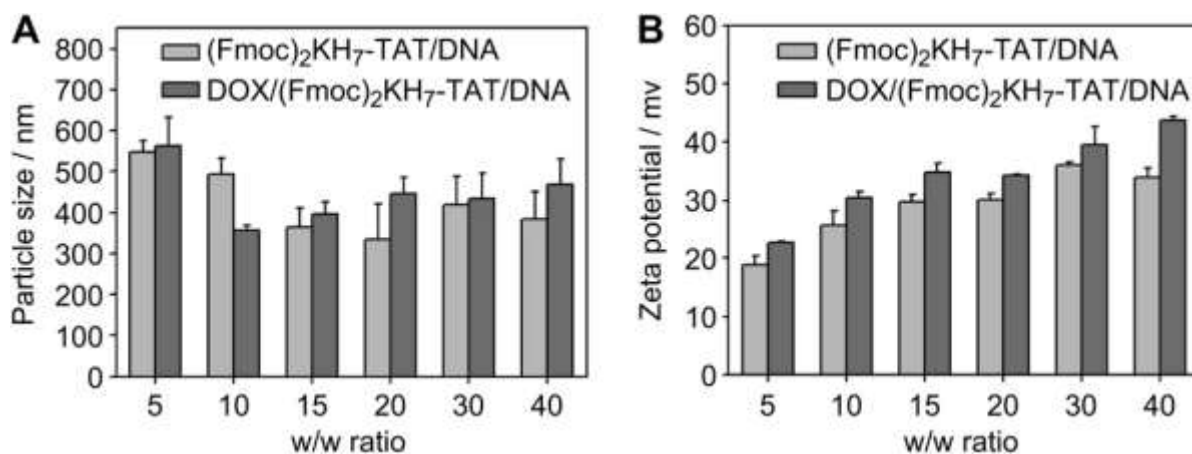 A
(Fmoc)₂KH₇-TAT/DNA
DOX/(Fmoc)₂KH₇-TAT/DNA
Particle size / nm
800
700
600
500
400
300
200
100
0
5 10 15 20 30 40
w/w ratio
B
(Fmoc)₂KH₇-TAT/DNA
DOX/(Fmoc)₂KH₇-TAT/DNA
Zeta potential / mv
60
50
40
30
20
10
0
5 10 15 20 30 40
w/w ratio